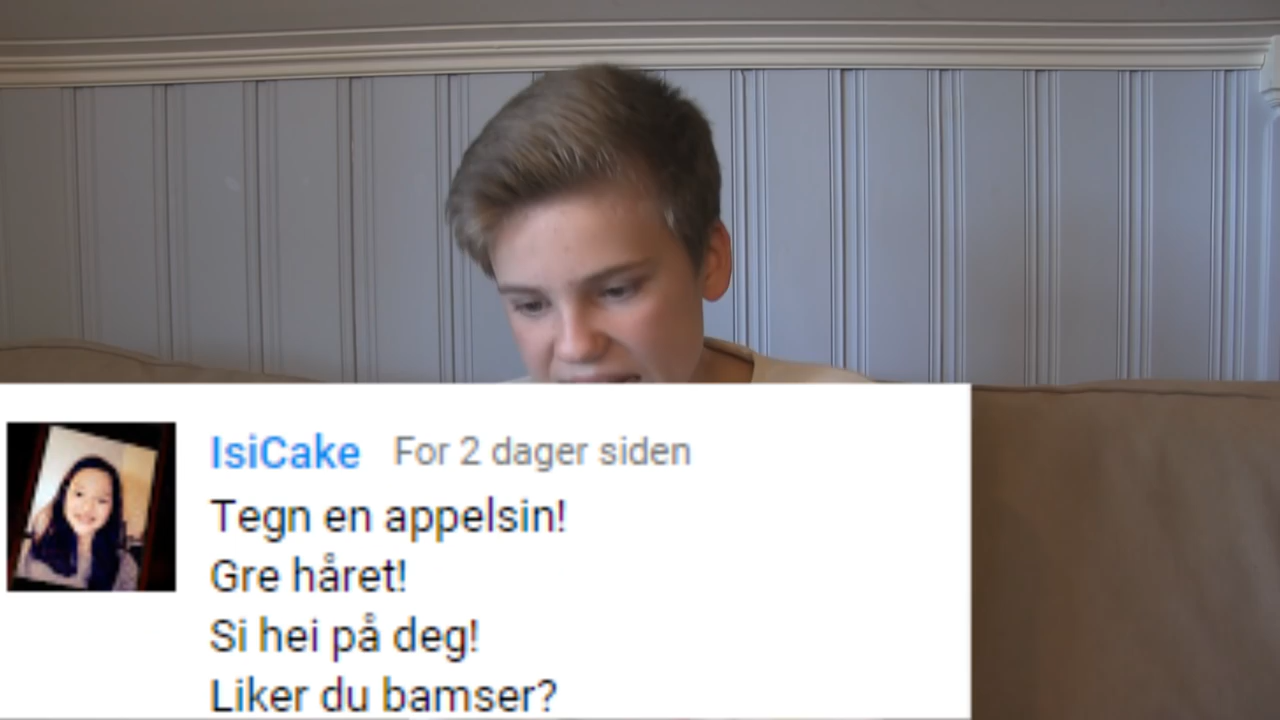 IsiCake For 2 dager siden
Tegn en appelsin!
Gre håret!
Si hei på deg!
Liker du bamser?